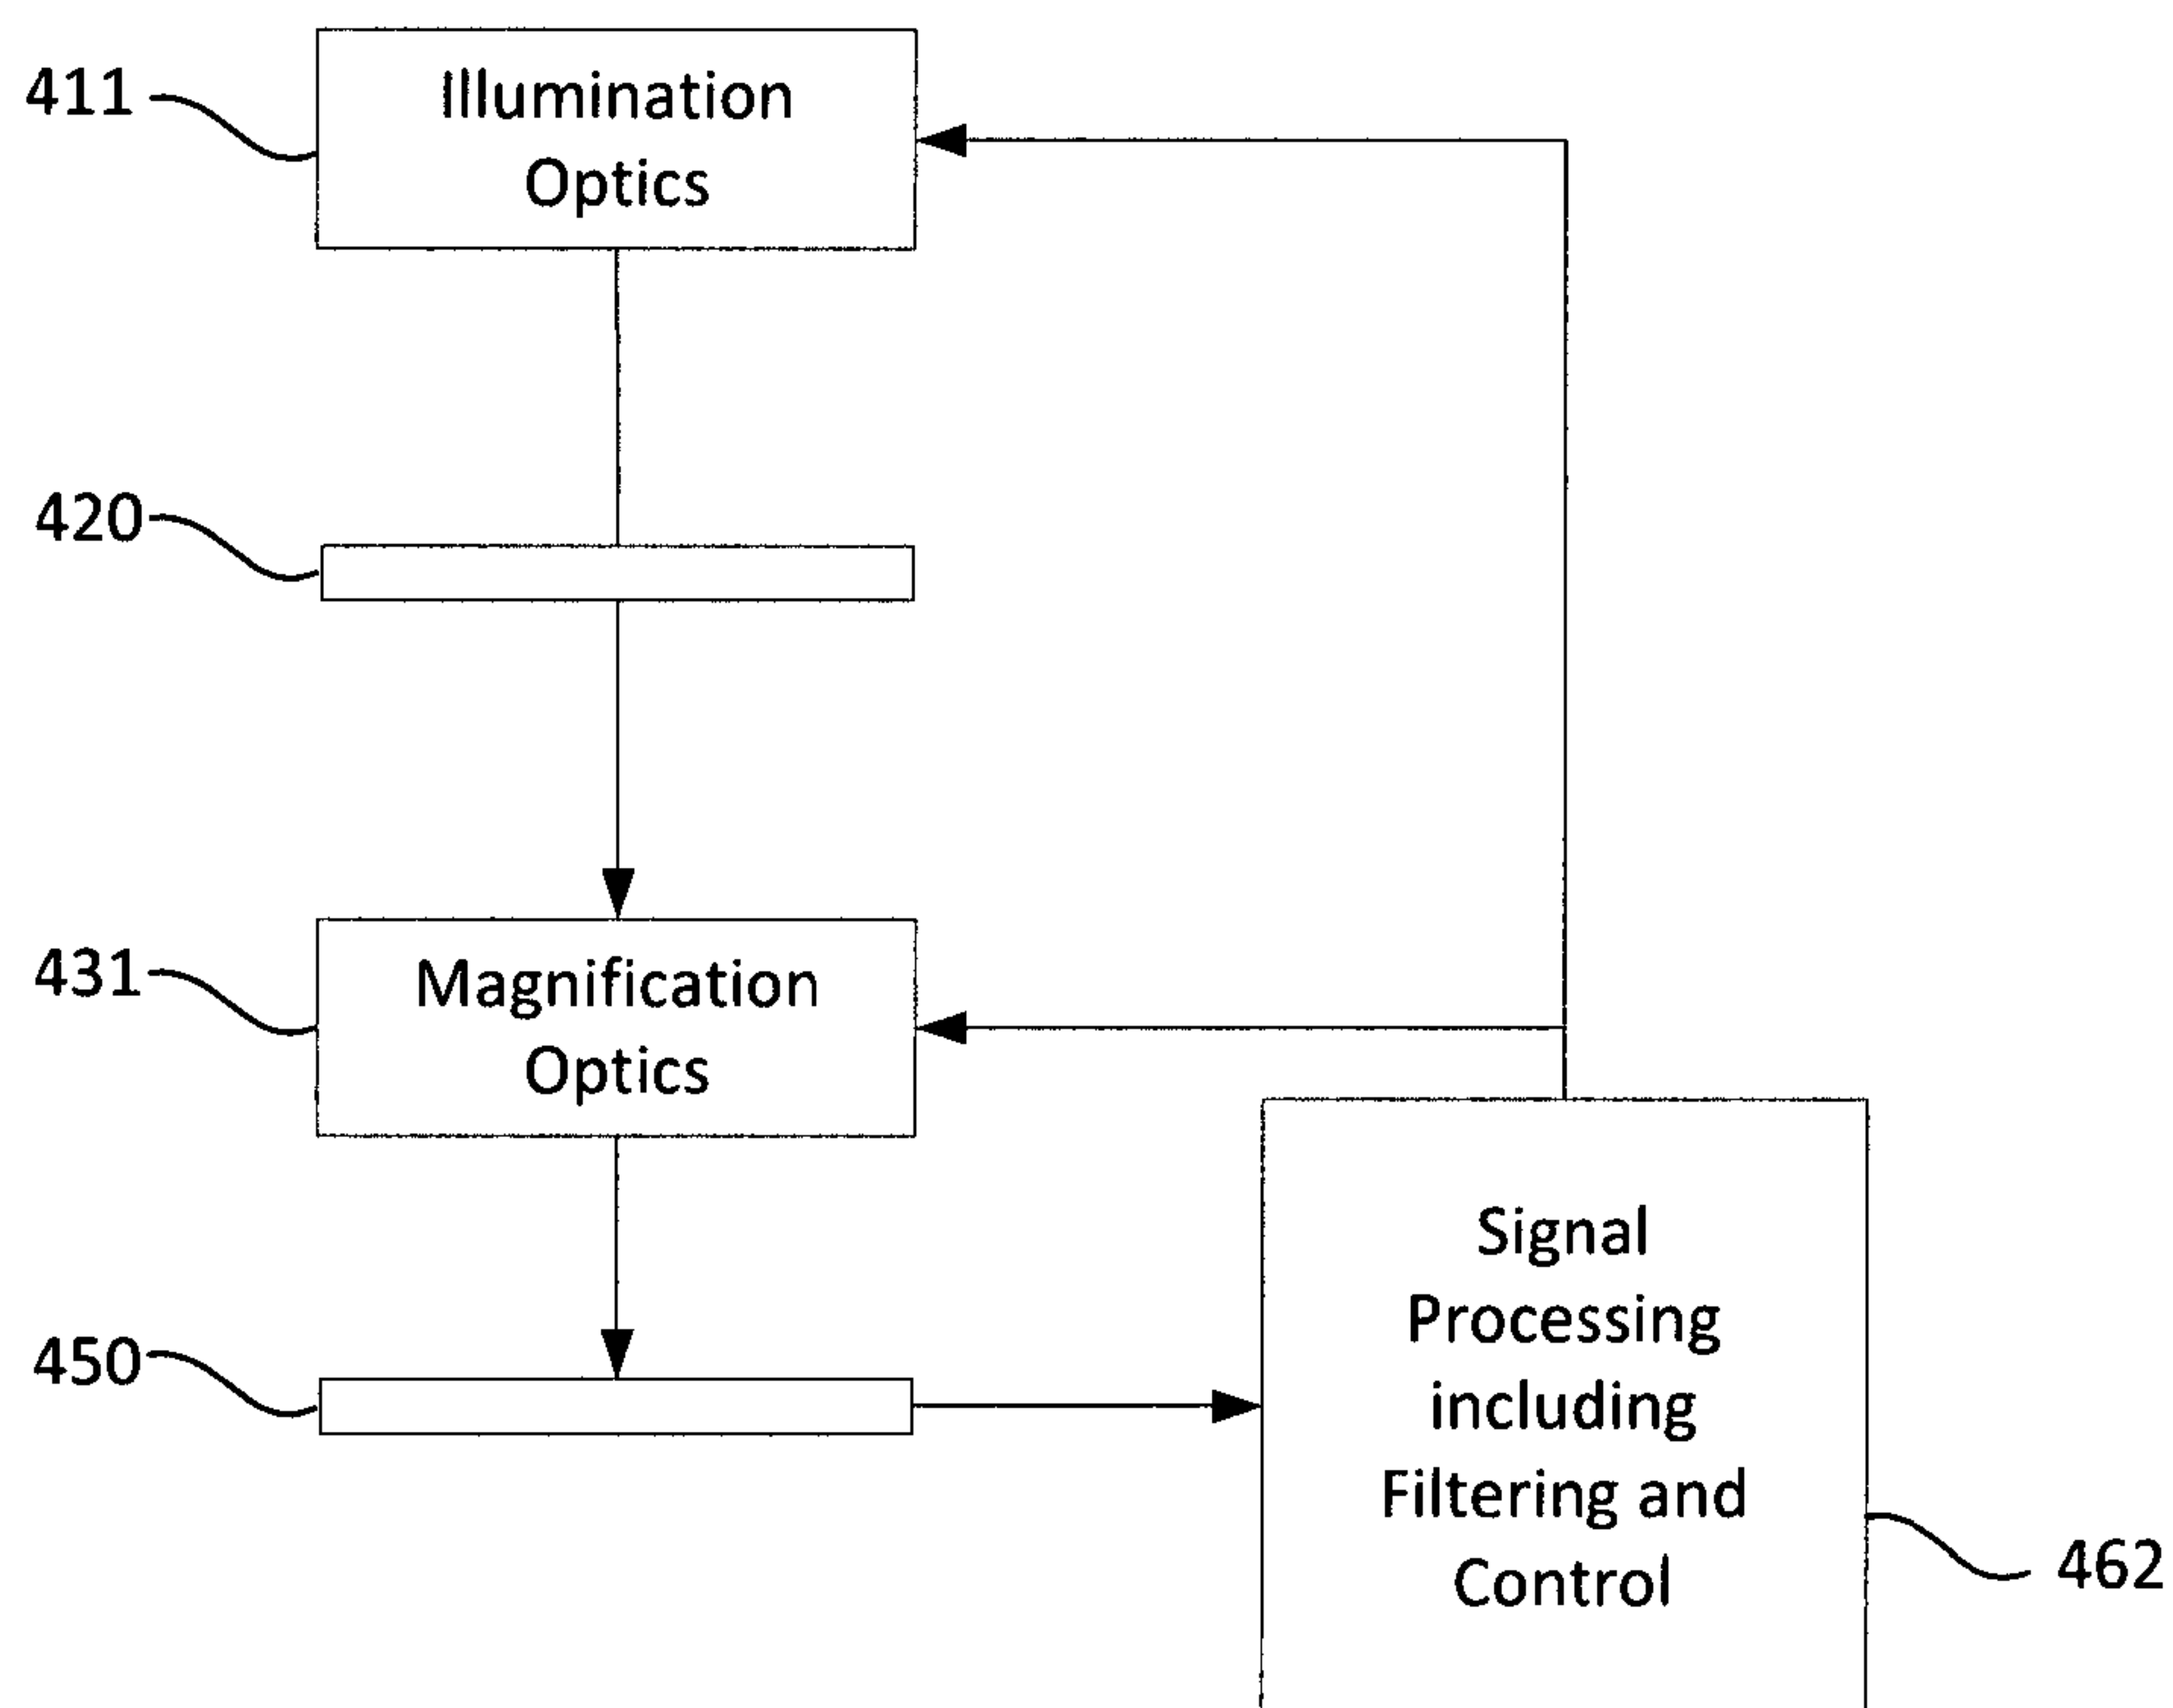 411
Illumination
Optics
420
431
Magnification
Optics
450
Signal
Processing
including
Filtering and
Control
462